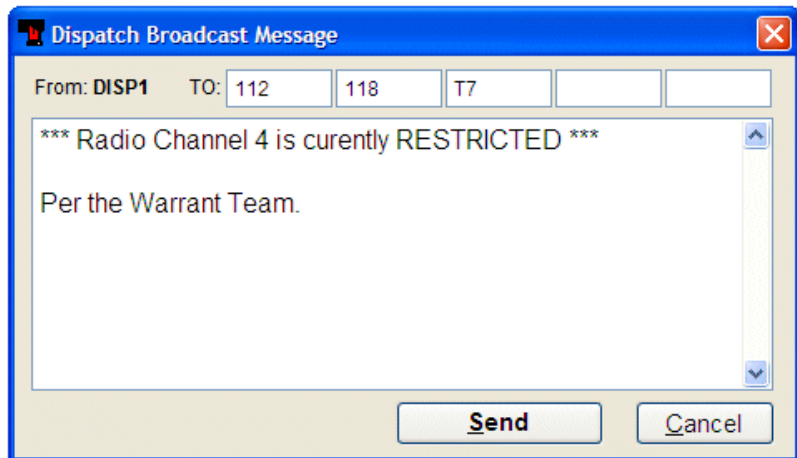 Dispatch Broadcast Message
From: DISP1 TO: 112 118 T7
*** Radio Channel 4 is curently RESTRICTED ***
Per the Warrant Team.
Send Cancel